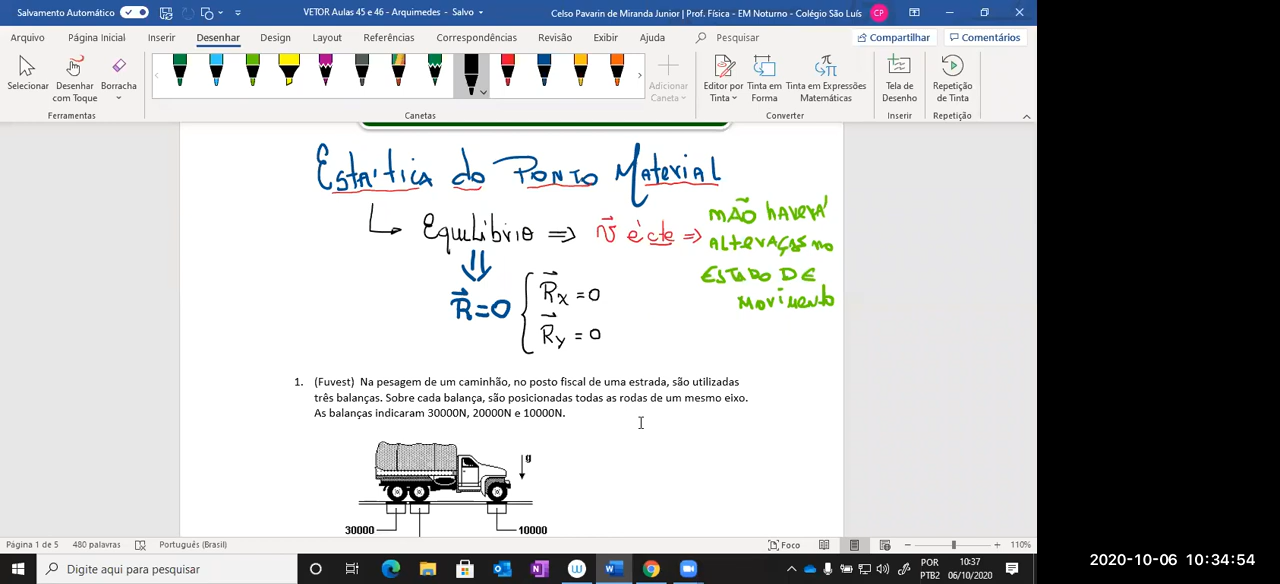 Salvamento Automático
VETOR Aulas 45 e 46 - Arquimedes - Salvo
Celso Pavarin de Miranda Junior | Prof. Física - EM Noturno - Colégio São Luís
CP
Arquivo Página Inicial Inserir Desenhar Design Layout Referências Correspondências Revisão Exibir Ajuda Pesquisar Compartilhar Comentários
Selecionar
Desenhar com Toque
Borracha
Adicionar Caneta
Editor por Tinta
Tinta em Forma
Tinta em Expressões Matemáticas
Tela de Desenho
Repetição de Tinta
Ferramentas Canetas Converter Inserir Repetição
Estática do Ponto Material
Equilíbrio ⇒ v⃗ é cte ⇒ não haverá
alteração no
estado de
movimento
R⃗=0
R⃗x = 0
R⃗y = 0
1. (Fuvest) Na pesagem de um caminhão, no posto fiscal de uma estrada, são utilizadas
três balanças. Sobre cada balança, são posicionadas todas as rodas de um mesmo eixo.
As balanças indicaram 30000N, 20000N e 10000N.
g
30000 10000
Página 1 de 5 480 palavras Português (Brasil) Foco 110%
Digite aqui para pesquisar
POR
PTB2
10:37
06/10/2020
2020-10-06 10:34:54